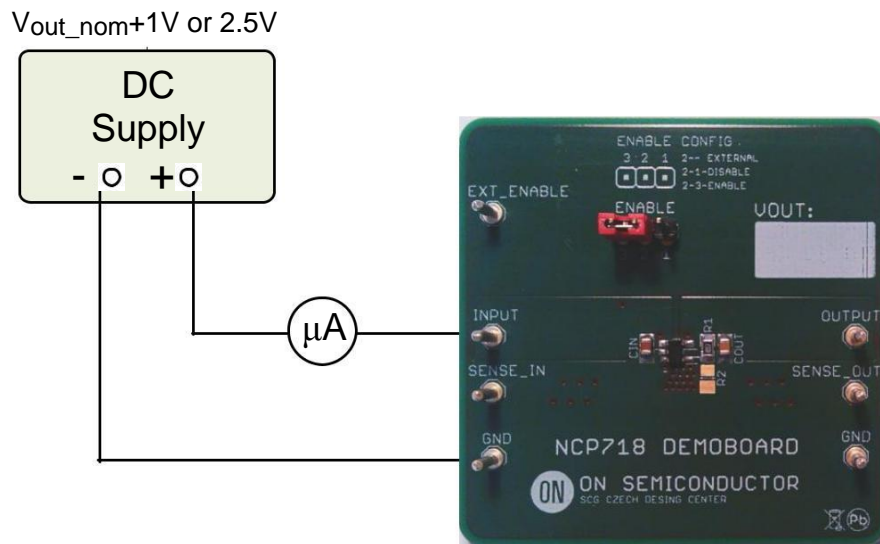 Vout_nom+1V or 2.5V
DC
Supply
- +
μA
ENABLE CONFIG.
3 2 1
2-- EXTERNAL
2-1-DISABLE
2-3-ENABLE
EXT_ENABLE
ENABLE
VOUT:
INPUT
OUTPUT
CIN
R1
COUT
R2
SENSE_IN
SENSE_OUT
GND
GND
NCP718 DEMOBOARD
ON
ON SEMICONDUCTOR
SCG CZECH DESING CENTER
Pb